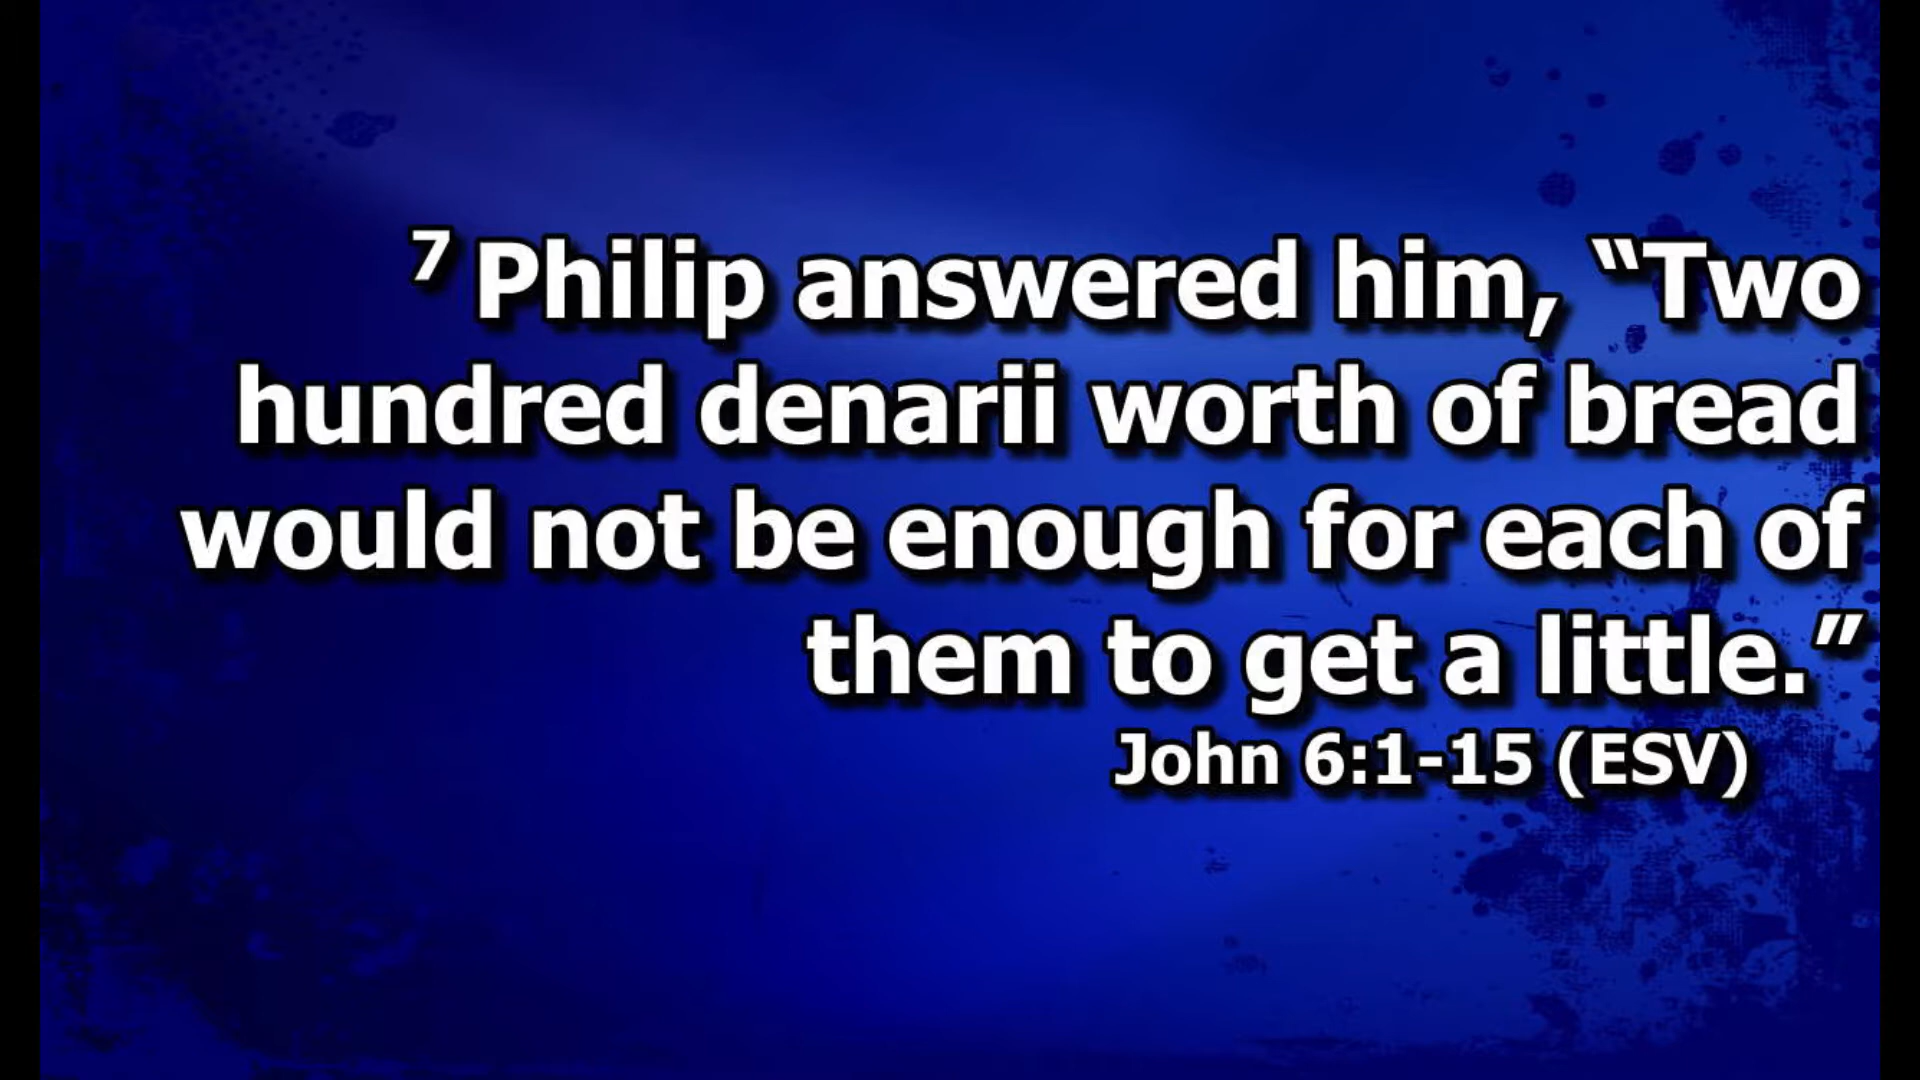 7 Philip answered him, “Two
hundred denarii worth of bread
would not be enough for each of
them to get a little.”
John 6:1-15 (ESV)